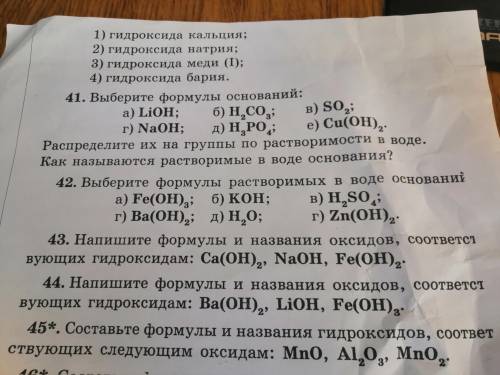 1) гидроксида кальция;
2) гидроксида натрия;
3) гидроксида меди (I);
4) гидроксида бария.
41. Выберите формулы оснований:
а) LiOH; б) H₂CO₃; в) SO₂;
г) NaOH; д) H₃PO₄; е) Cu(OH)₂.
Распределите их на группы по растворимости в воде.
Как называются растворимые в воде основания?
42. Выберите формулы растворимых в воде оснований
а) Fe(OH)₃; б) KOH; в) H₂SO₄;
г) Ba(OH)₂; д) H₂O; г) Zn(OH)₂.
43. Напишите формулы и названия оксидов, соответст
вующих гидроксидам: Ca(OH)₂, NaOH, Fe(OH)₂.
44. Напишите формулы и названия оксидов, соответст
вующих гидроксидам: Ba(OH)₂, LiOH, Fe(OH)₃.
45*. Составьте формулы и названия гидроксидов, соответ
ствующих следующим оксидам: MnO, Al₂O₃, MnO₂.